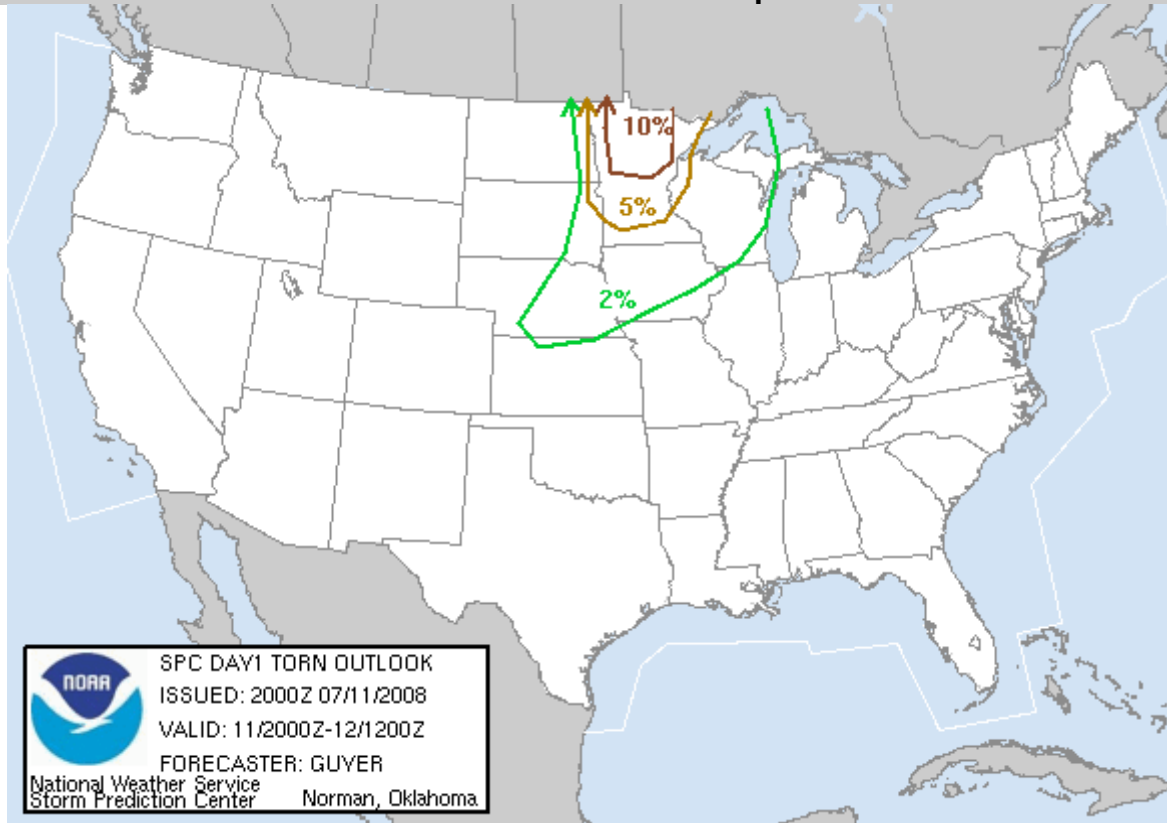 10%
5%
2%
NOAA
SPC DAY1 TORN OUTLOOK
ISSUED: 2000Z 07/11/2008
VALID: 11/2000Z-12/1200Z
FORECASTER: GUYER
National Weather Service
Storm Prediction Center Norman, Oklahoma